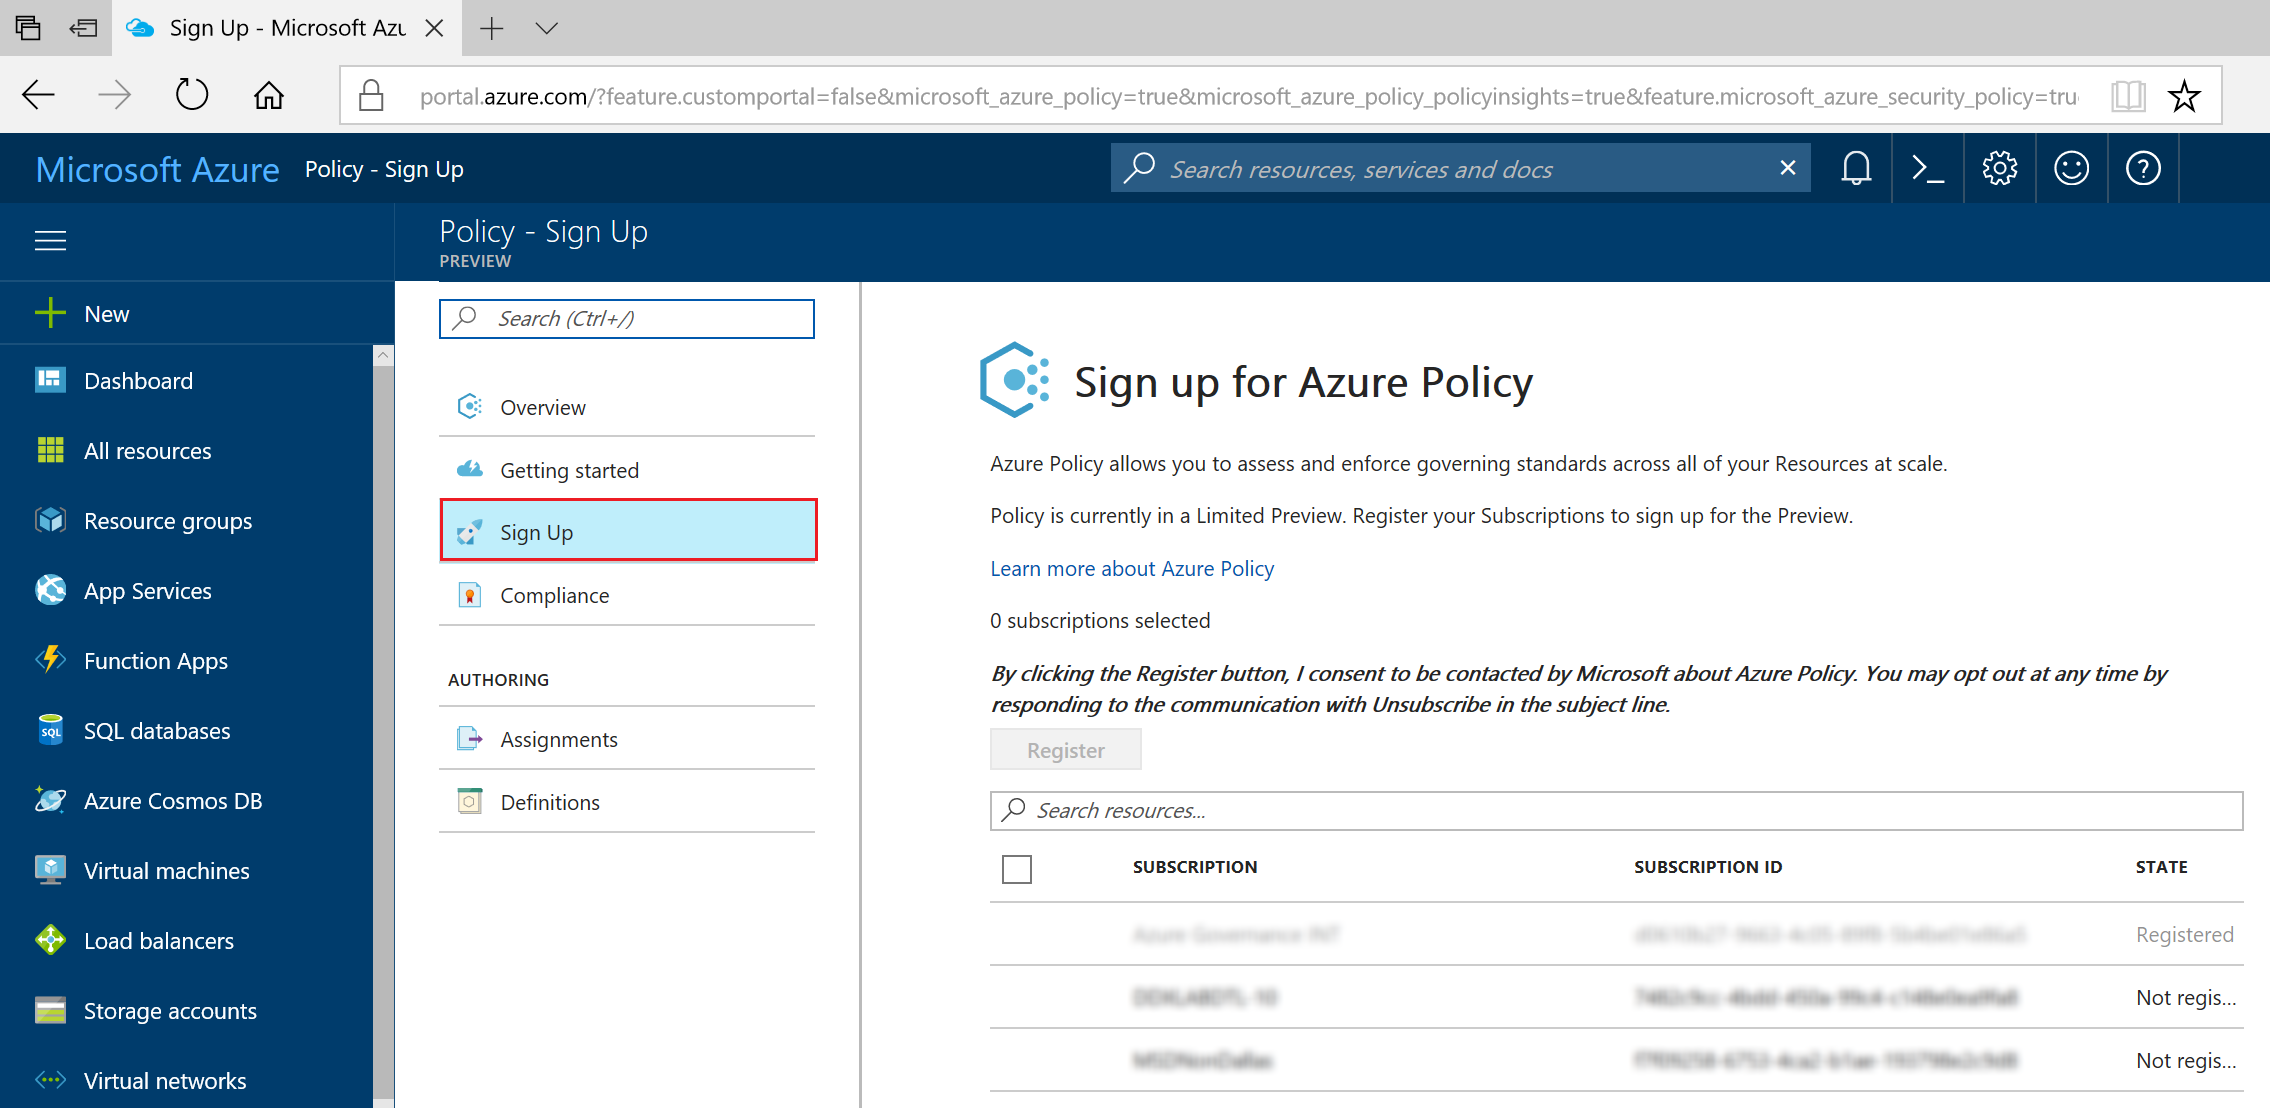 Sign Up - Microsoft Azu
portal.azure.com/?feature.customportal=false&microsoft_azure_policy=true&microsoft_azure_policy_policyinsights=true&feature.microsoft_azure_security_policy=tru
Microsoft Azure Policy - Sign Up Search resources, services and docs
Policy - Sign Up
PREVIEW
New
Dashboard
All resources
Resource groups
App Services
Function Apps
SQL databases
Azure Cosmos DB
Virtual machines
Load balancers
Storage accounts
Virtual networks
Search (Ctrl+/)
Overview
Getting started
Sign Up
Compliance
AUTHORING
Assignments
Definitions
Sign up for Azure Policy
Azure Policy allows you to assess and enforce governing standards across all of your Resources at scale.
Policy is currently in a Limited Preview. Register your Subscriptions to sign up for the Preview.
Learn more about Azure Policy
0 subscriptions selected
By clicking the Register button, I consent to be contacted by Microsoft about Azure Policy. You may opt out at any time by
responding to the communication with Unsubscribe in the subject line.
Register
Search resources...
SUBSCRIPTION SUBSCRIPTION ID STATE
Registered
Not regis...
Not regis...